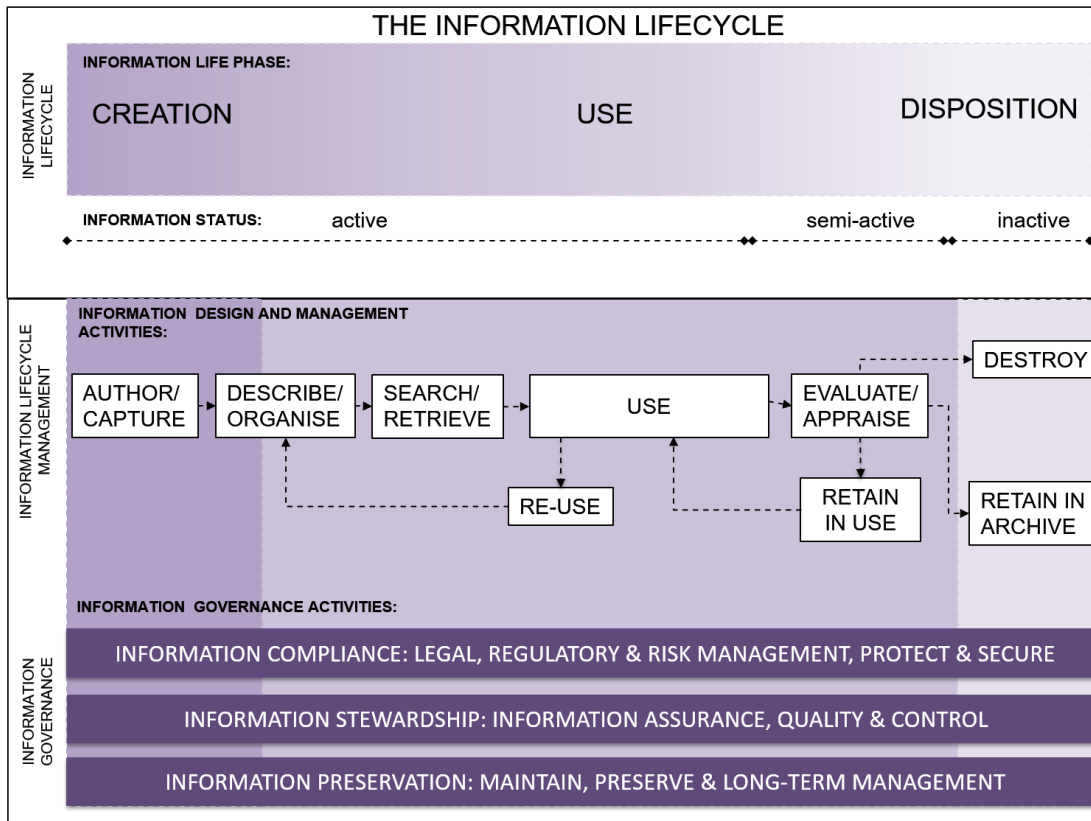 THE INFORMATION LIFECYCLE
INFORMATION
LIFECYCLE
INFORMATION LIFE PHASE:
CREATION
USE
DISPOSITION
INFORMATION STATUS:
active
semi-active
inactive
INFORMATION LIFECYCLE
MANAGEMENT
INFORMATION DESIGN AND MANAGEMENT
ACTIVITIES:
AUTHOR/
CAPTURE
DESCRIBE/
ORGANISE
SEARCH/
RETRIEVE
USE
EVALUATE/
APPRAISE
DESTROY
RE-USE
RETAIN
IN USE
RETAIN IN
ARCHIVE
INFORMATION GOVERNANCE ACTIVITIES:
INFORMATION
GOVERNANCE
INFORMATION COMPLIANCE: LEGAL, REGULATORY & RISK MANAGEMENT, PROTECT & SECURE
INFORMATION STEWARDSHIP: INFORMATION ASSURANCE, QUALITY & CONTROL
INFORMATION PRESERVATION: MAINTAIN, PRESERVE & LONG-TERM MANAGEMENT